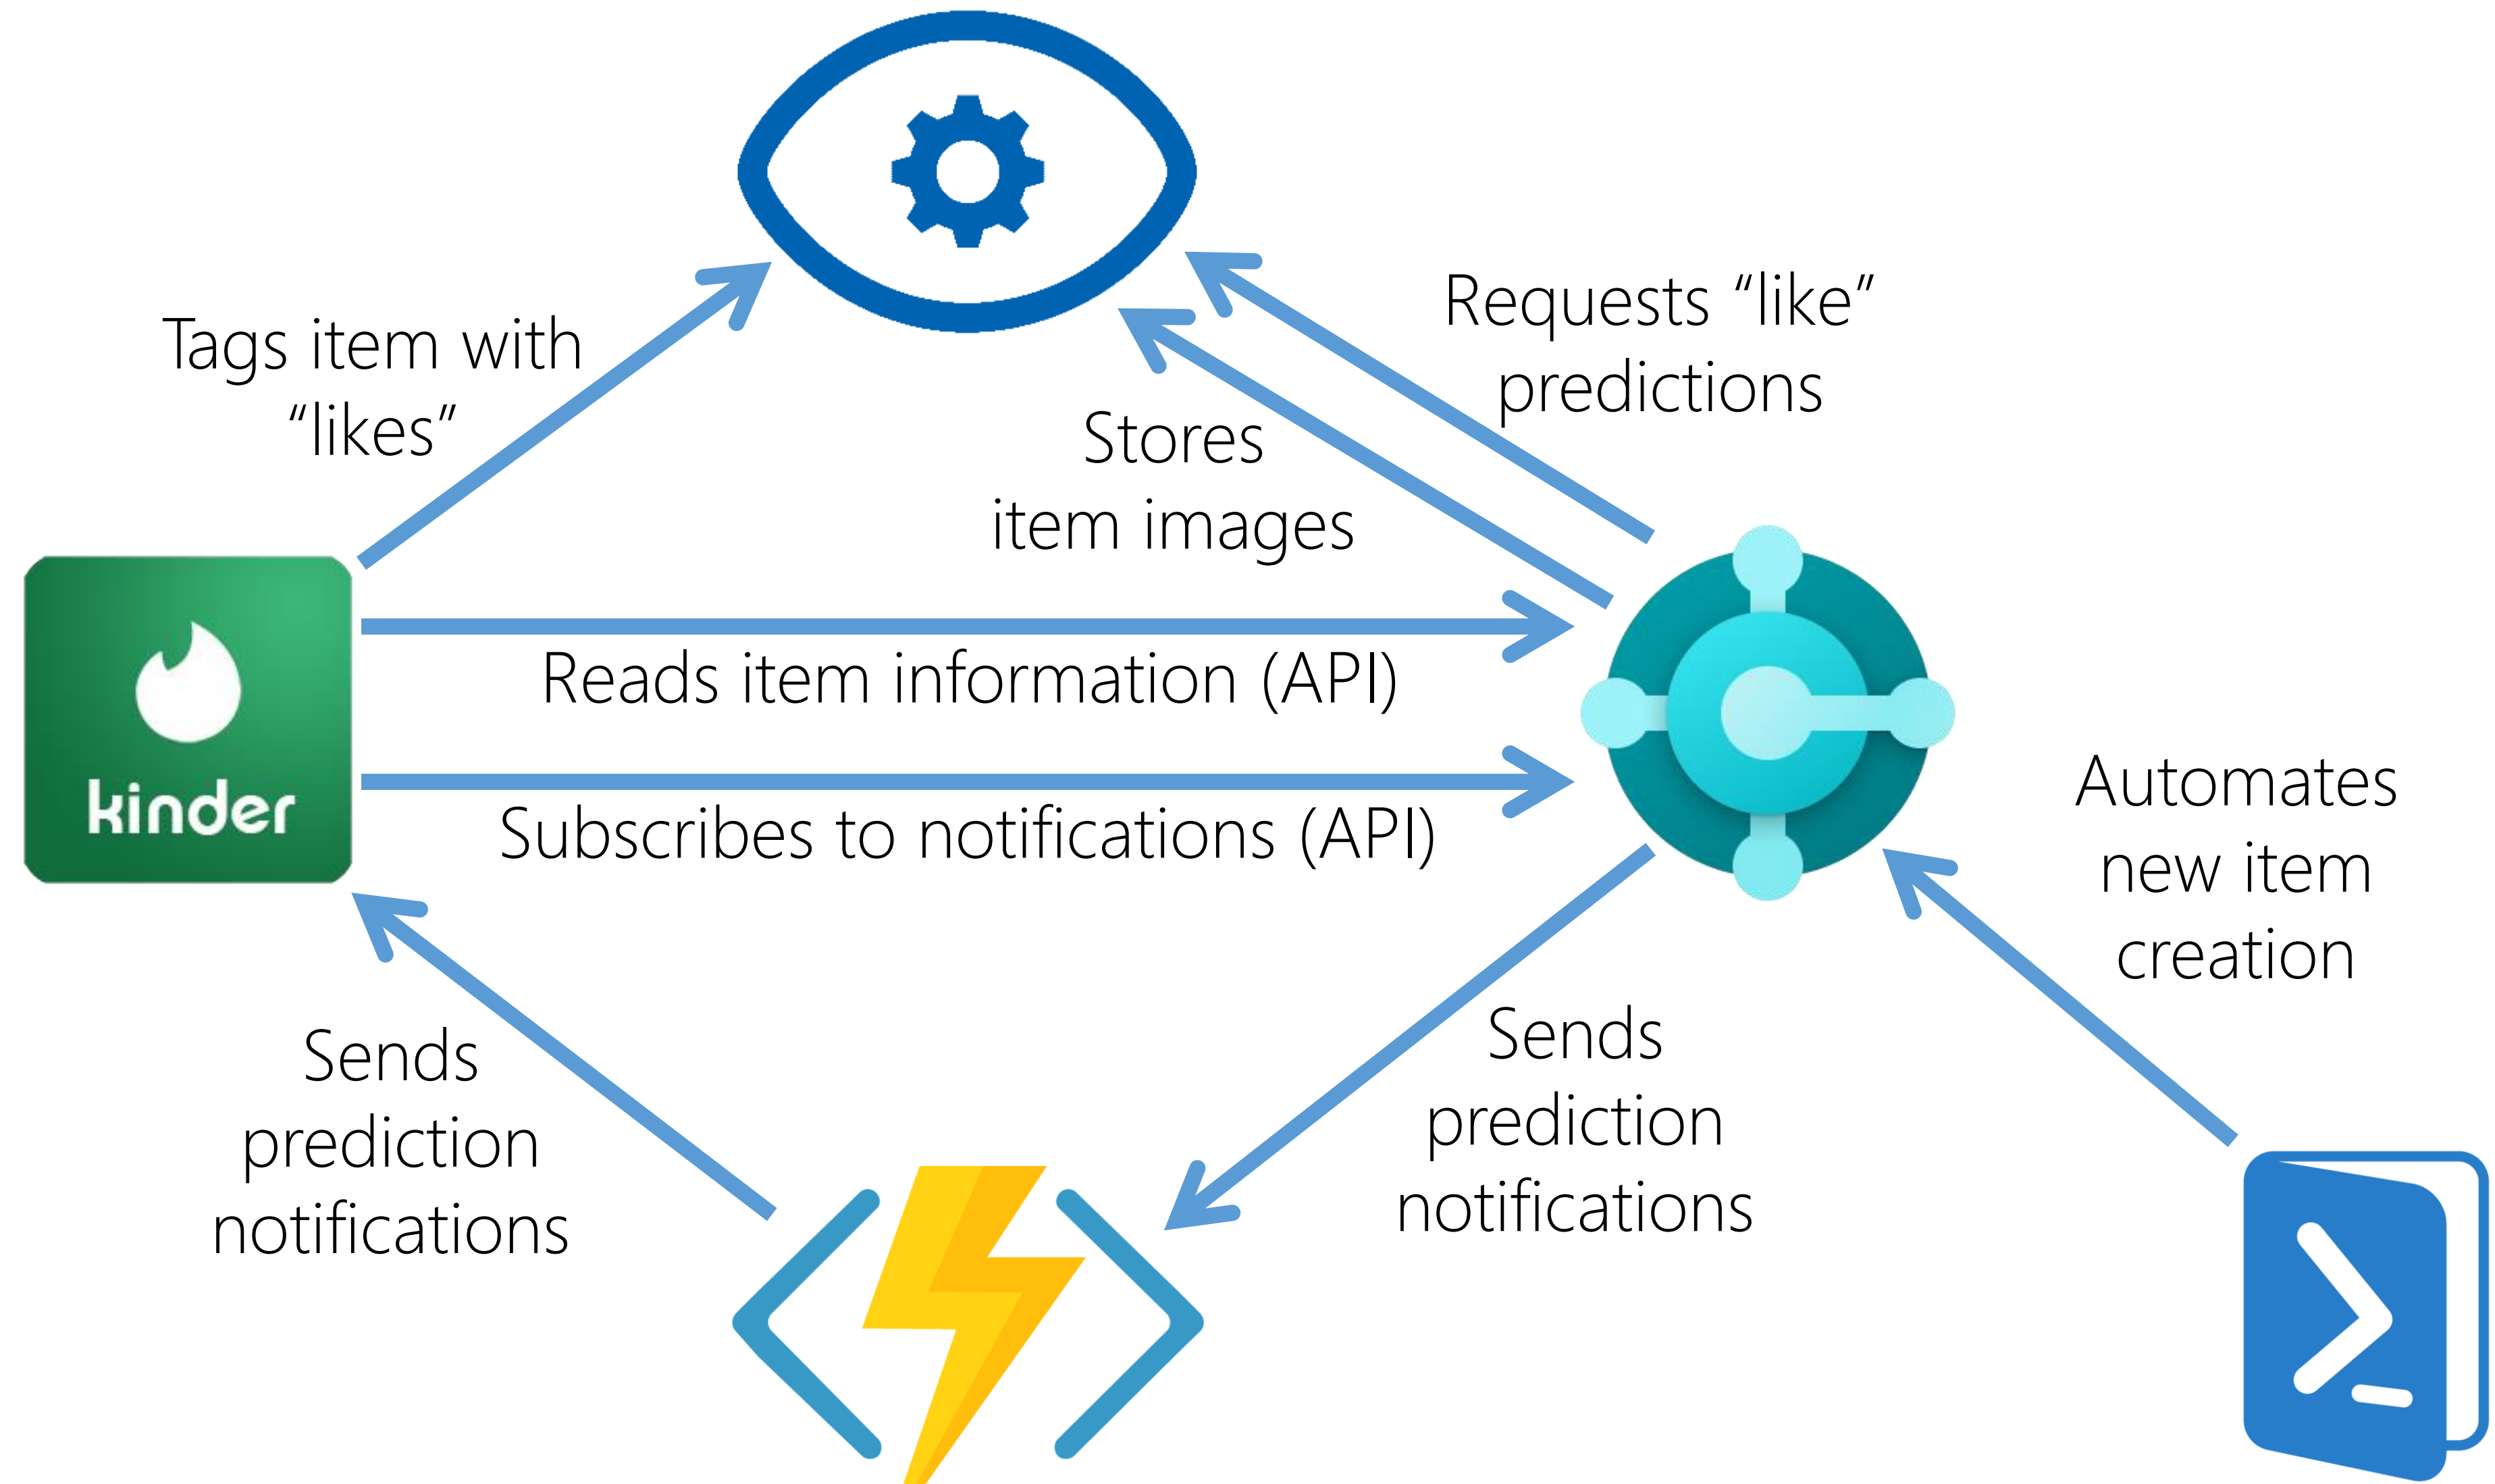 Tags item with
“likes”
Requests “like”
predictions
Stores
item images
kinder
Reads item information (API)
Subscribes to notifications (API)
Automates
new item
creation
Sends
prediction
notifications
Sends
prediction
notifications